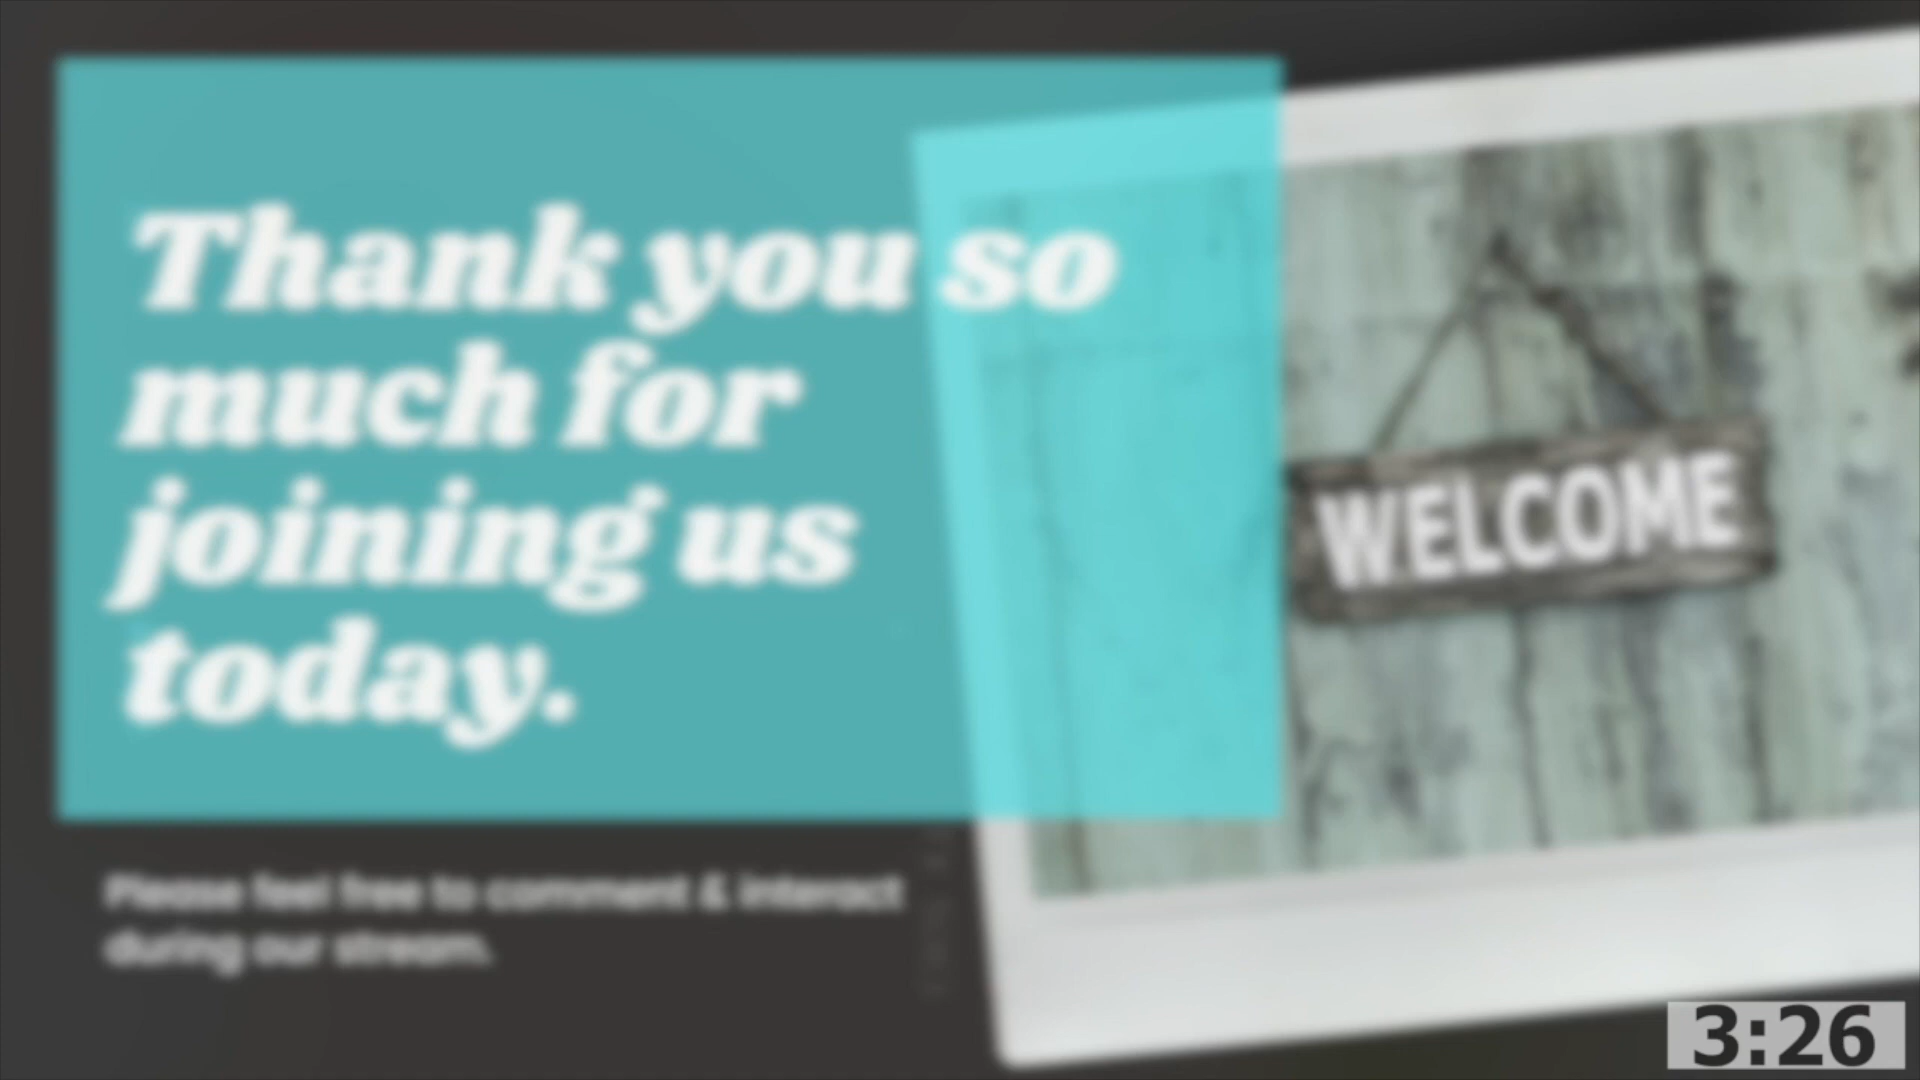 Thank you so
much for
joining us
today.
WELCOME
Please feel free to comment & interact
during our stream.
3:26